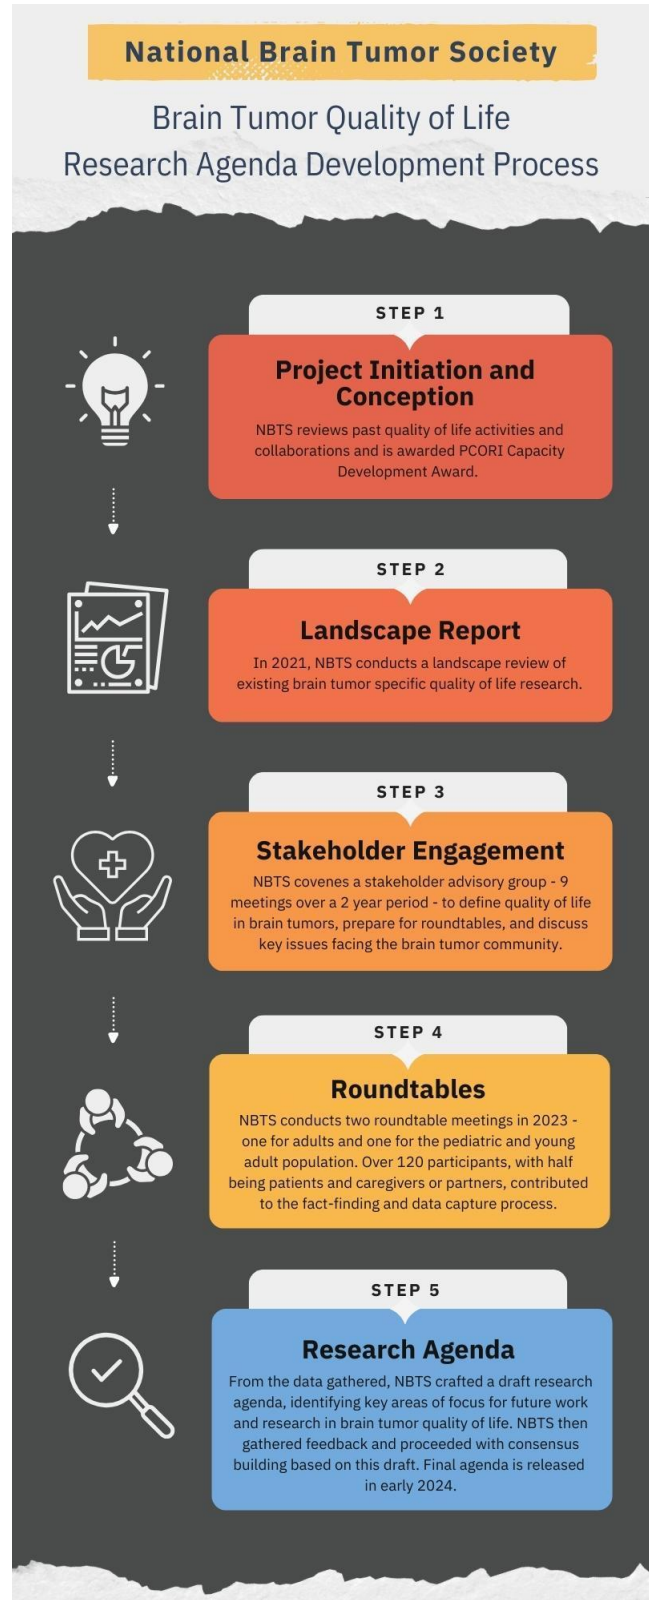 National Brain Tumor Society
Brain Tumor Quality of Life
Research Agenda Development Process
STEP 1
Project Initiation and
Conception
NBTS reviews past quality of life activities and
collaborations and is awarded PCORI Capacity
Development Award.
STEP 2
Landscape Report
In 2021, NBTS conducts a landscape review of
existing brain tumor specific quality of life research.
STEP 3
Stakeholder Engagement
NBTS covenes a stakeholder advisory group - 9
meetings over a 2 year period - to define quality of life
in brain tumors, prepare for roundtables, and discuss
key issues facing the brain tumor community.
STEP 4
Roundtables
NBTS conducts two roundtable meetings in 2023 -
one for adults and one for the pediatric and young
adult population. Over 120 participants, with half
being patients and caregivers or partners, contributed
to the fact-finding and data capture process.
STEP 5
Research Agenda
From the data gathered, NBTS crafted a draft research
agenda, identifying key areas of focus for future work
and research in brain tumor quality of life. NBTS then
gathered feedback and proceeded with consensus
building based on this draft. Final agenda is released
in early 2024.